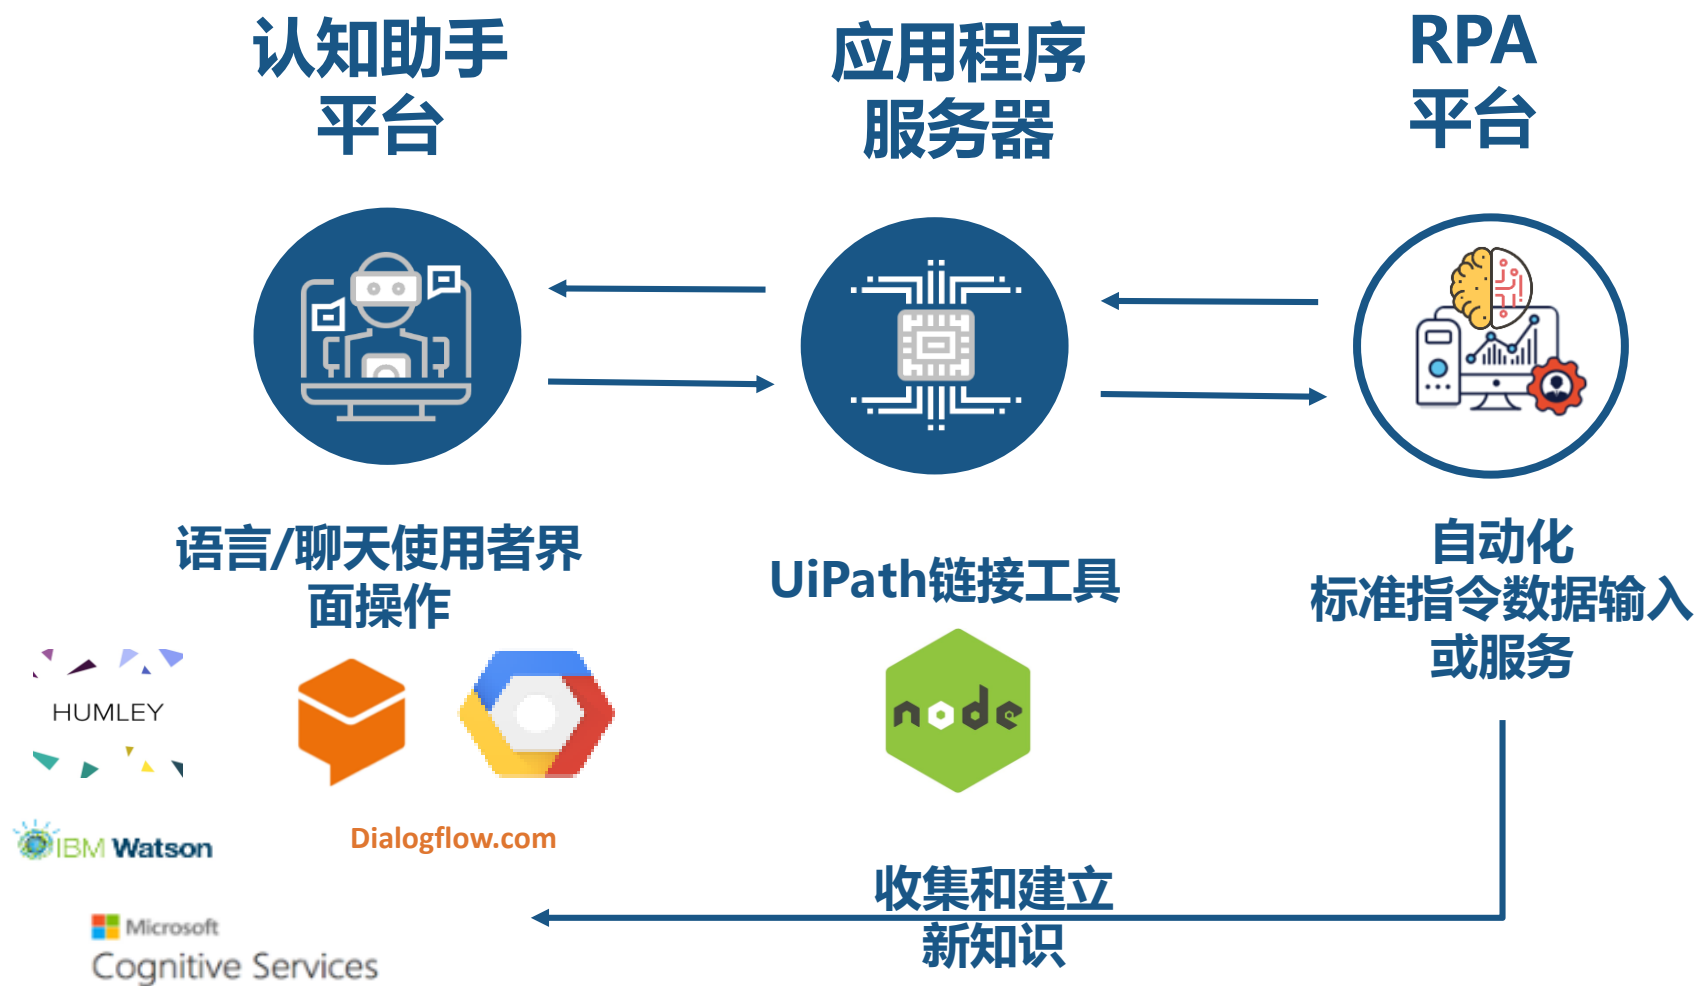 认知助手
平台
应用程序
服务器
RPA
平台
语言/聊天使用者界
面操作
UiPath链接工具
自动化
标准指令数据输入
或服务
HUMLEY
node
IBM Watson
Dialogflow.com
收集和建立
新知识
Microsoft
Cognitive Services